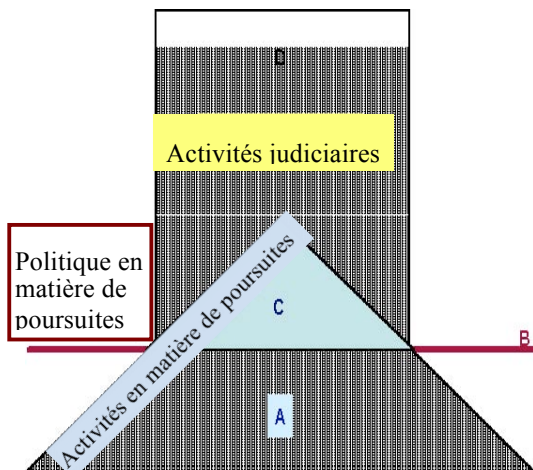 D
Activités judiciaires
Politique en
matière de
poursuites
Activités en matière de poursuites
C
B
A